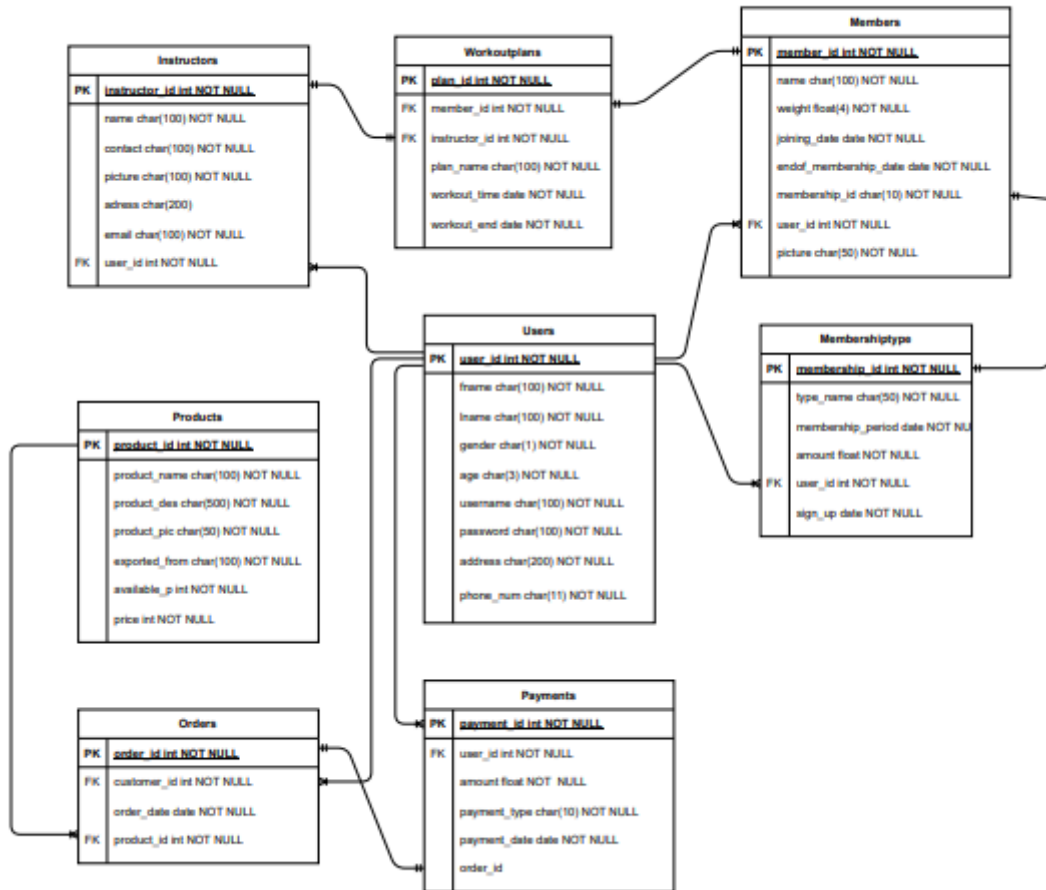 Instructors
PK instructor_id int NOT NULL
name char(100) NOT NULL
contact char(100) NOT NULL
picture char(100) NOT NULL
adress char(200)
email char(100) NOT NULL
FK user_id int NOT NULL
Workoutplans
PK plan_id int NOT NULL
FK member_id int NOT NULL
FK instructor_id int NOT NULL
plan_name char(100) NOT NULL
workout_time date NOT NULL
workout_end date NOT NULL
Members
PK member_id int NOT NULL
name char(100) NOT NULL
weight float(4) NOT NULL
joining_date date NOT NULL
endof_membership_date date NOT NULL
membership_id char(10) NOT NULL
FK user_id int NOT NULL
picture char(50) NOT NULL
Users
PK user_id int NOT NULL
fname char(100) NOT NULL
lname char(100) NOT NULL
gender char(1) NOT NULL
age char(3) NOT NULL
username char(100) NOT NULL
password char(100) NOT NULL
address char(200) NOT NULL
phone_num char(11) NOT NULL
Membershiptype
PK membership_id int NOT NULL
type_name char(50) NOT NULL
membership_period date NOT NU
amount float NOT NULL
FK user_id int NOT NULL
sign_up date NOT NULL
Products
PK product_id int NOT NULL
product_name char(100) NOT NULL
product_des char(500) NOT NULL
product_pic char(50) NOT NULL
exported_from char(100) NOT NULL
available_p int NOT NULL
price int NOT NULL
Orders
PK order_id int NOT NULL
FK customer_id int NOT NULL
order_date date NOT NULL
FK product_id int NOT NULL
Payments
PK payment_id int NOT NULL
FK user_id int NOT NULL
amount float NOT NULL
payment_type char(10) NOT NULL
payment_date date NOT NULL
order_id